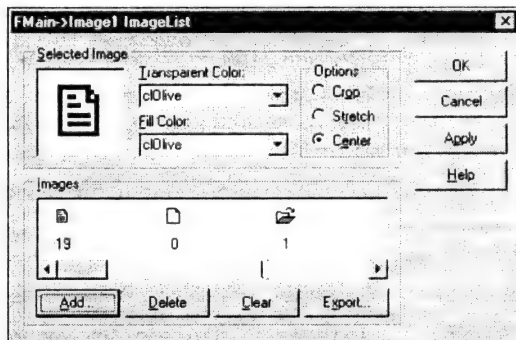 FMain->Image1 ImageList
Selected Image
Transparent Color:
clOlive
Fill Color:
clOlive
Options
Crop
Stretch
Center
OK
Cancel
Apply
Help
Images
19 0 1
Add... Delete Clear Export...